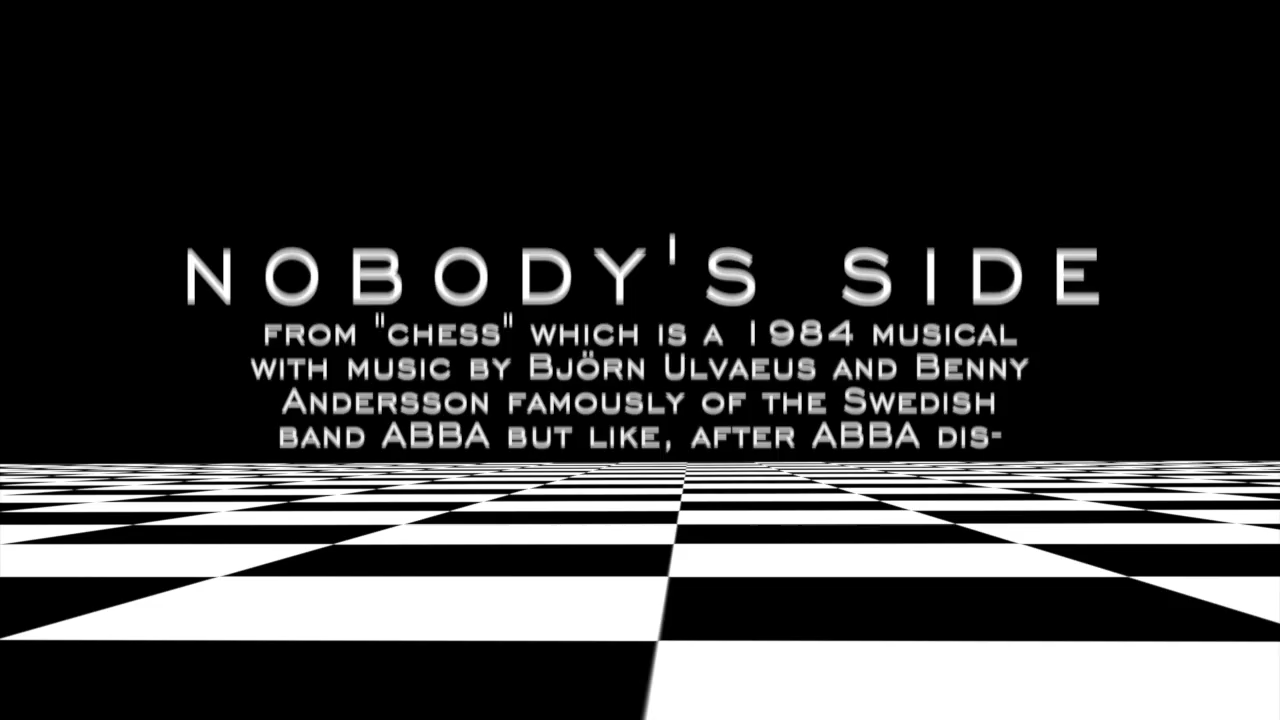 NOBODY'S SIDE
FROM "CHESS" WHICH IS A 1984 MUSICAL
WITH MUSIC BY BJÖRN ULVAEUS AND BENNY
ANDERSSON FAMOUSLY OF THE SWEDISH
BAND ABBA BUT LIKE, AFTER ABBA DIS-